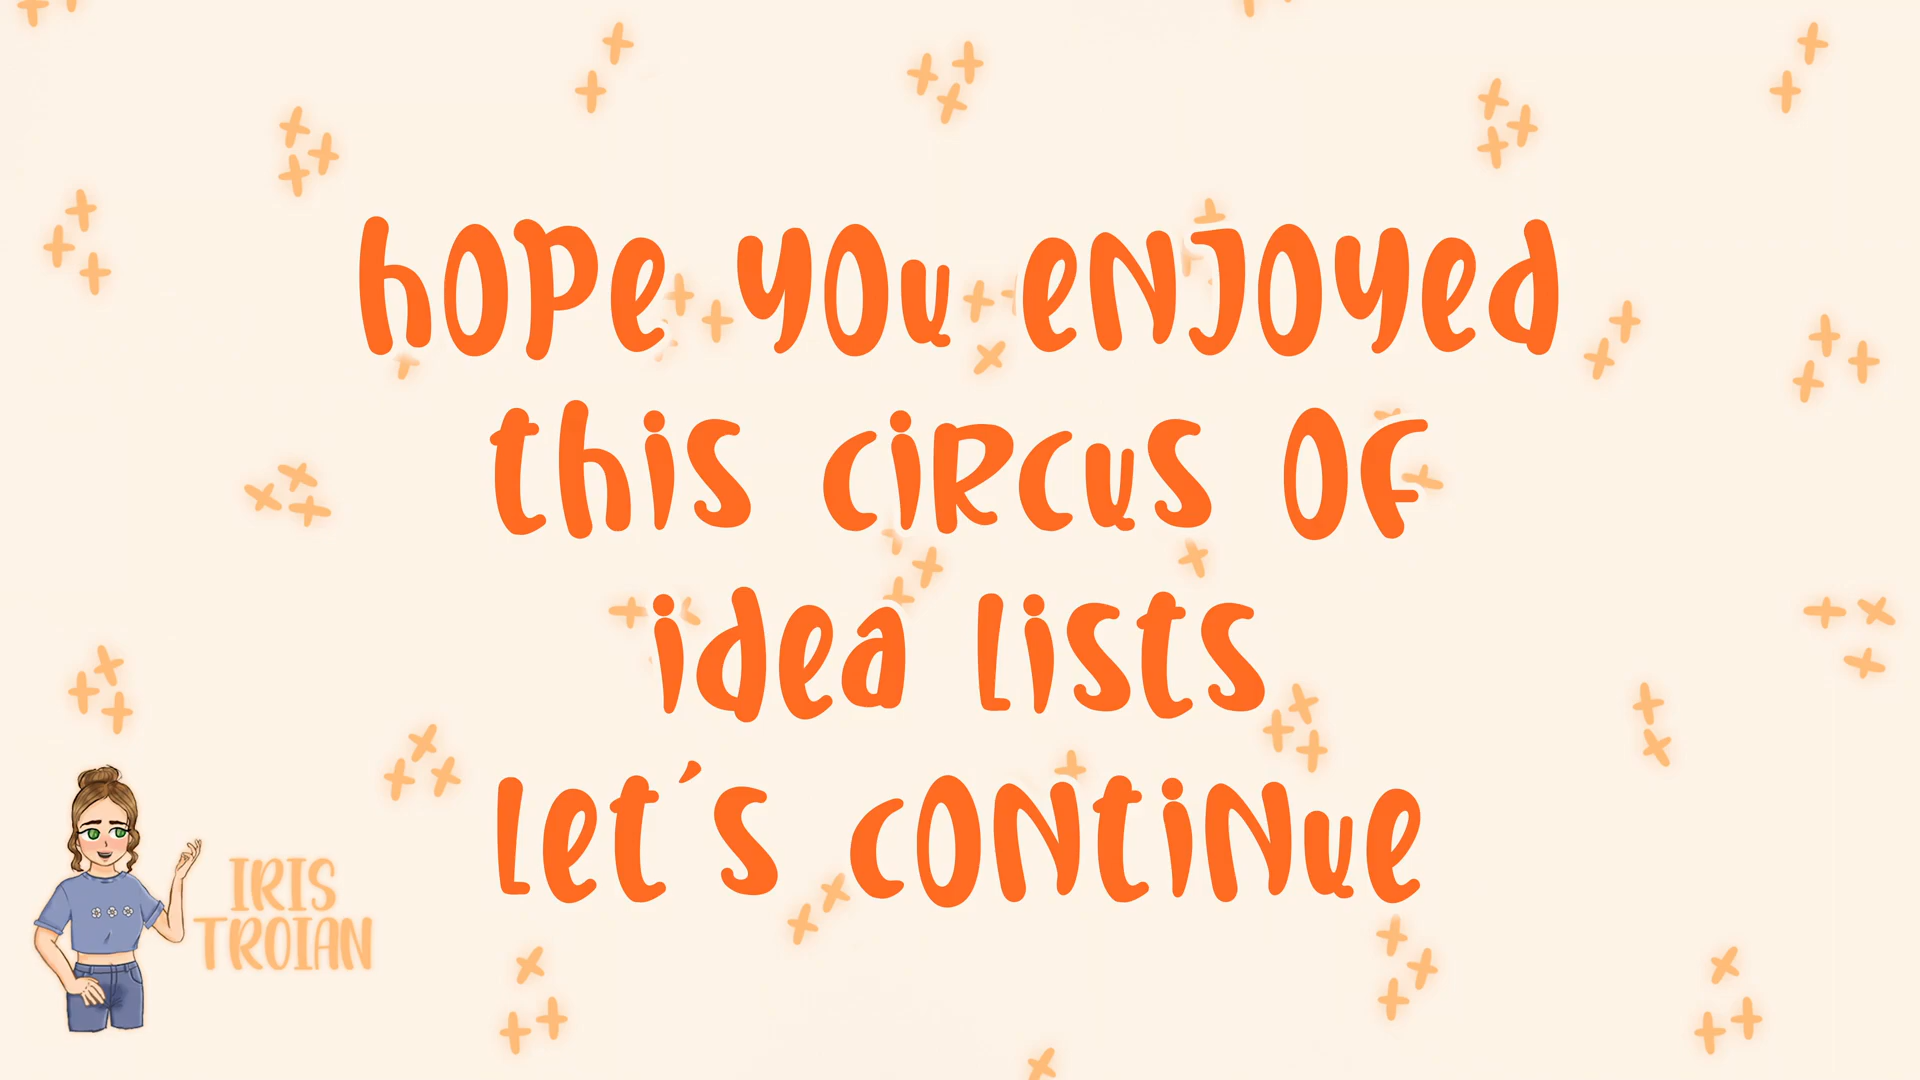 hope you enjoyed
this circus of
idea lists
let's continue
IRIS
TROIAN